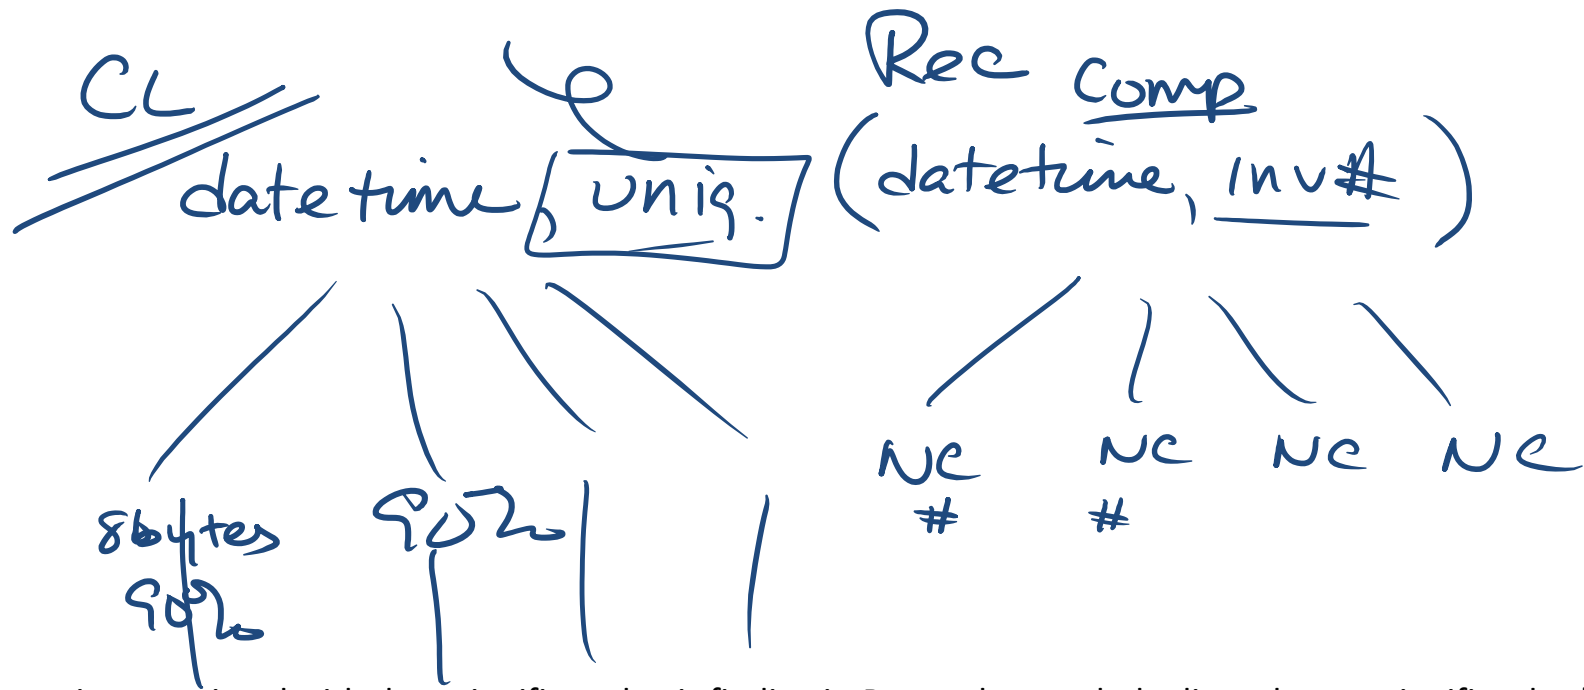 CL
Rec Comp
datetime, uniq.
(datetime, inv#)
NC NC NC NC
# #
8bytes 90%
90%